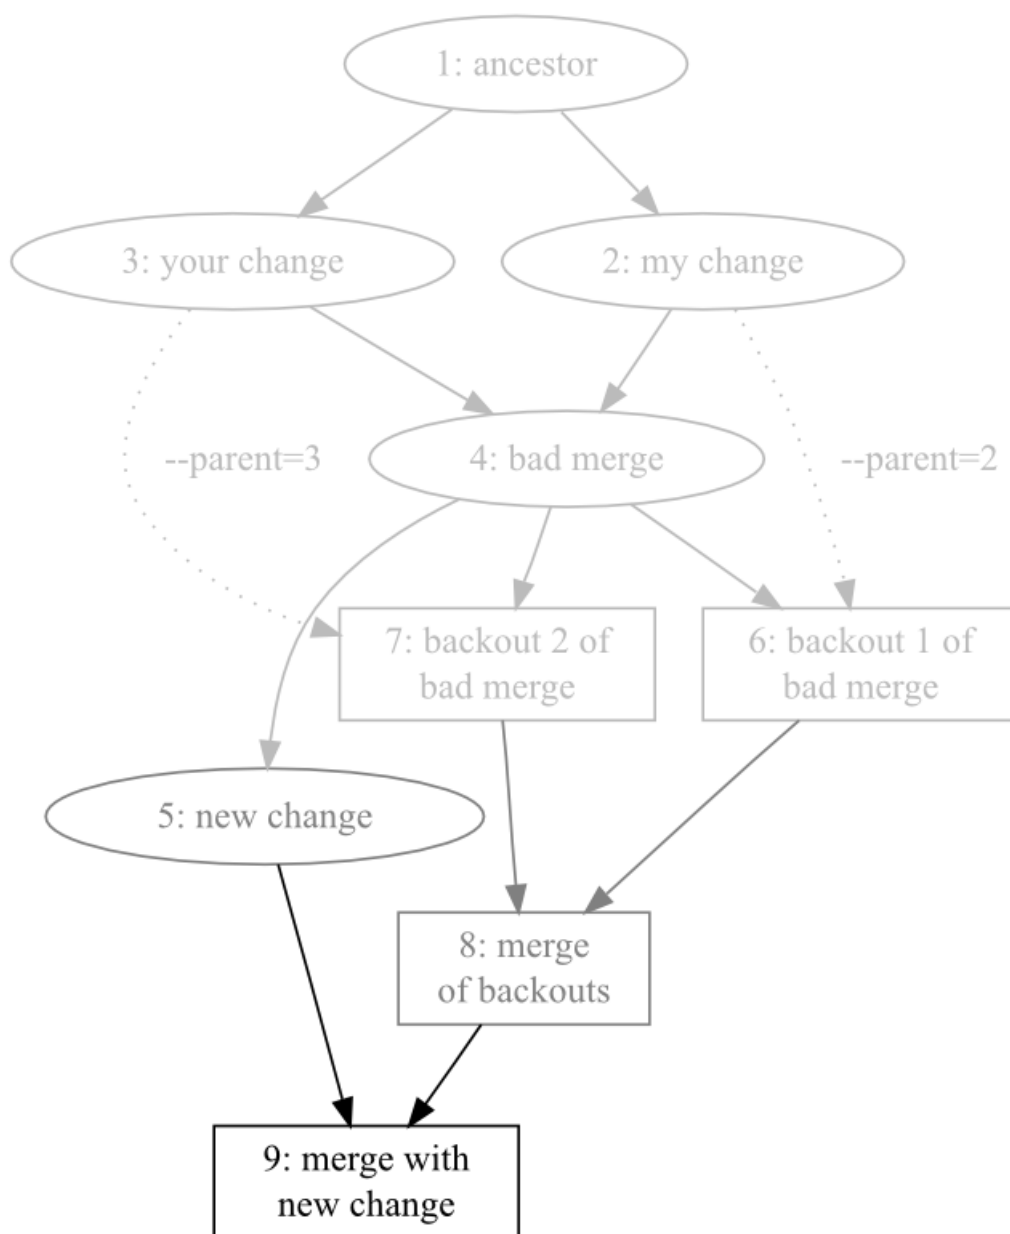 1: ancestor
3: your change
2: my change
--parent=3
4: bad merge
--parent=2
7: backout 2 of
bad merge
6: backout 1 of
bad merge
5: new change
8: merge
of backouts
9: merge with
new change